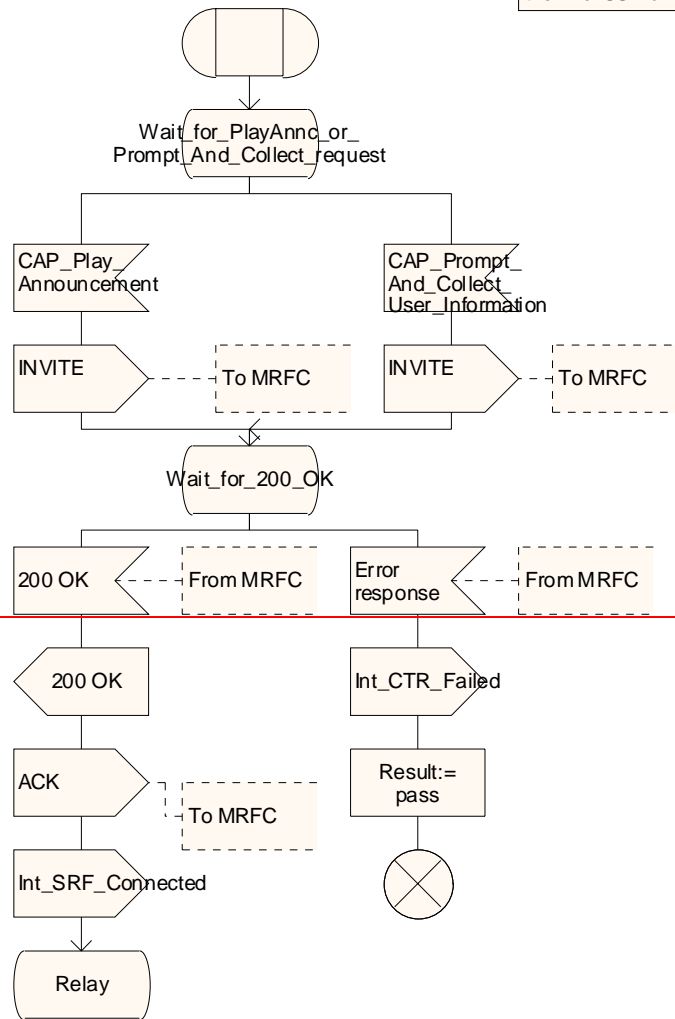 Wait_for_PlayAnnc_or_
Prompt_And_Collect_request
CAP_Play_
Announcement
CAP_Prompt_
And_Collect_
User_Information
INVITE
To MRFC
INVITE
To MRFC
Wait_for_200_OK
200 OK
From MRFC
Error
response
From MRFC
200 OK
Int_CTR_Failed
ACK
To MRFC
Result:=
pass
Int_SRF_Connected
Relay